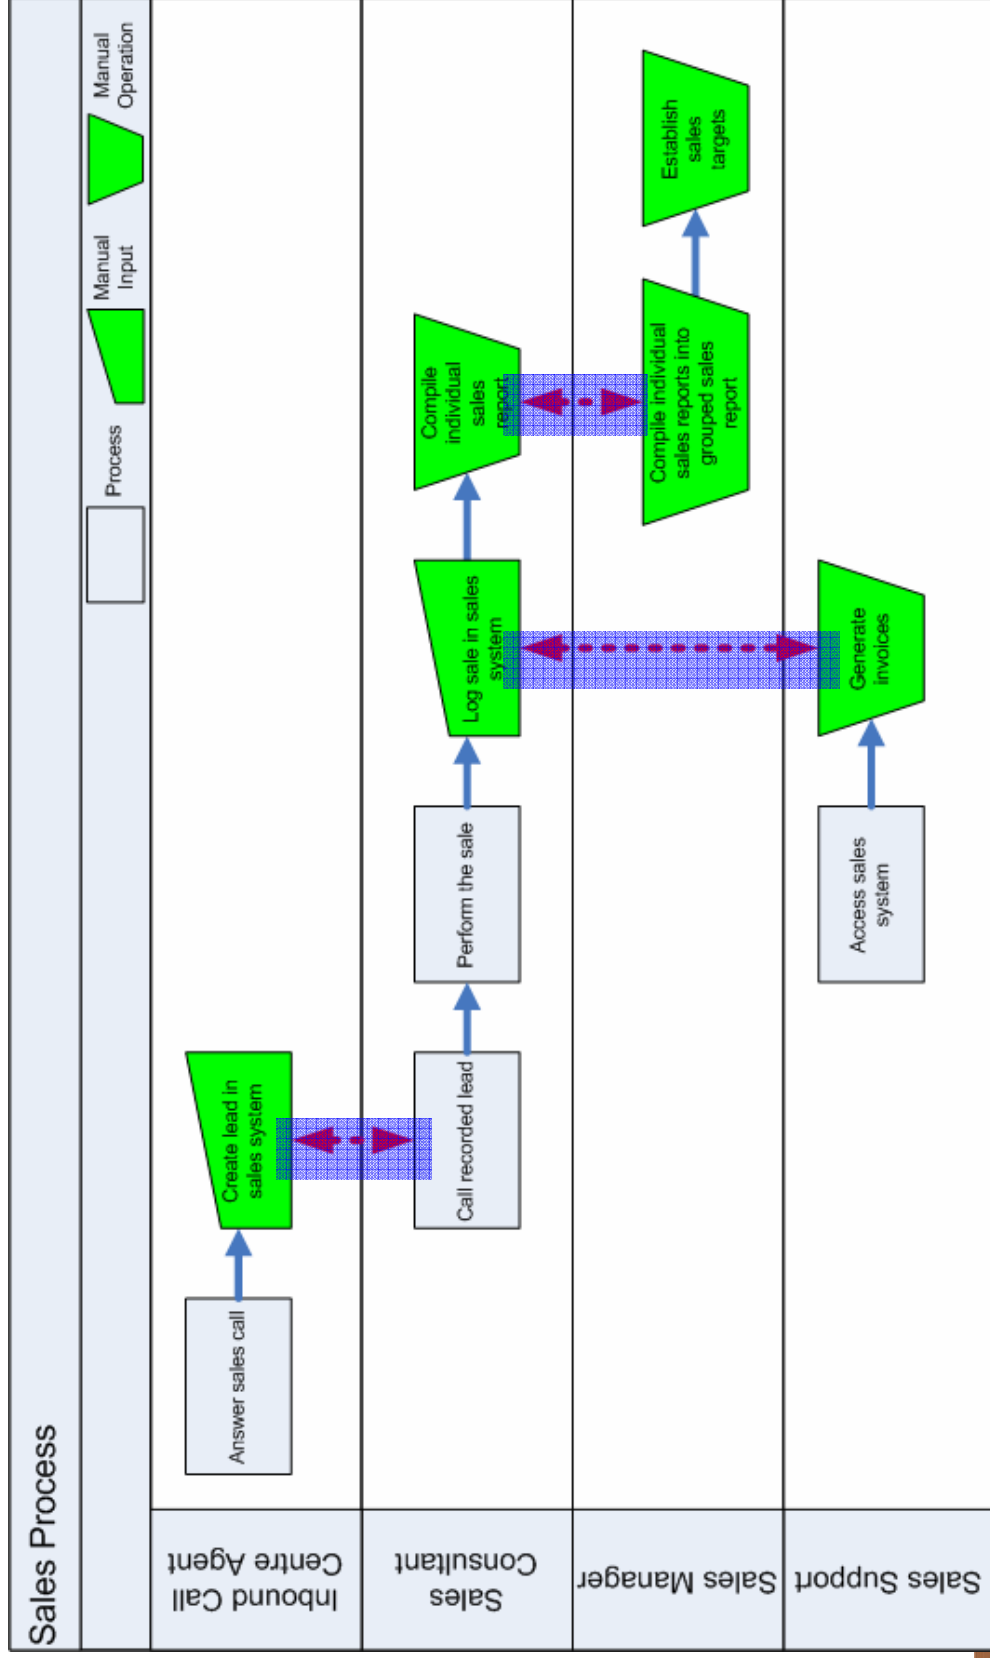 Sales Process
Process
Manual
Input
Manual
Operation
Inbound Call
Centre Agent
Answer sales call
Create lead in
sales system
Sales
Consultant
Call recorded lead
Perform the sale
Log sale in sales
system
Compile
individual
sales
report
Sales Manager
Compile individual
sales reports into
grouped sales
report
Establish
sales
targets
Sales Support
Access sales
system
Generate
invoices